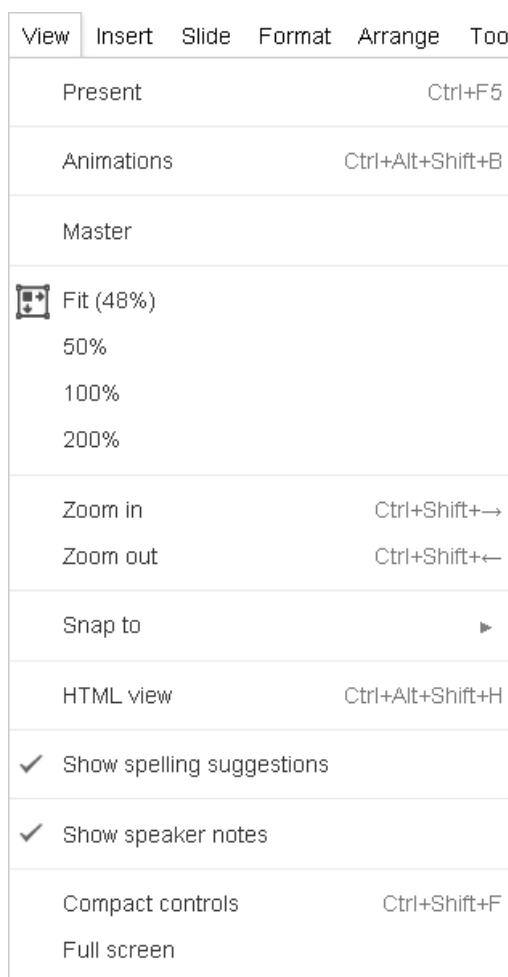 View Insert Slide Format Arrange Too
Present Ctrl+F5
Animations Ctrl+Alt+Shift+B
Master
Fit (48%)
50%
100%
200%
Zoom in Ctrl+Shift+→
Zoom out Ctrl+Shift+←
Snap to ►
HTML view Ctrl+Alt+Shift+H
Show spelling suggestions
Show speaker notes
Compact controls Ctrl+Shift+F
Full screen